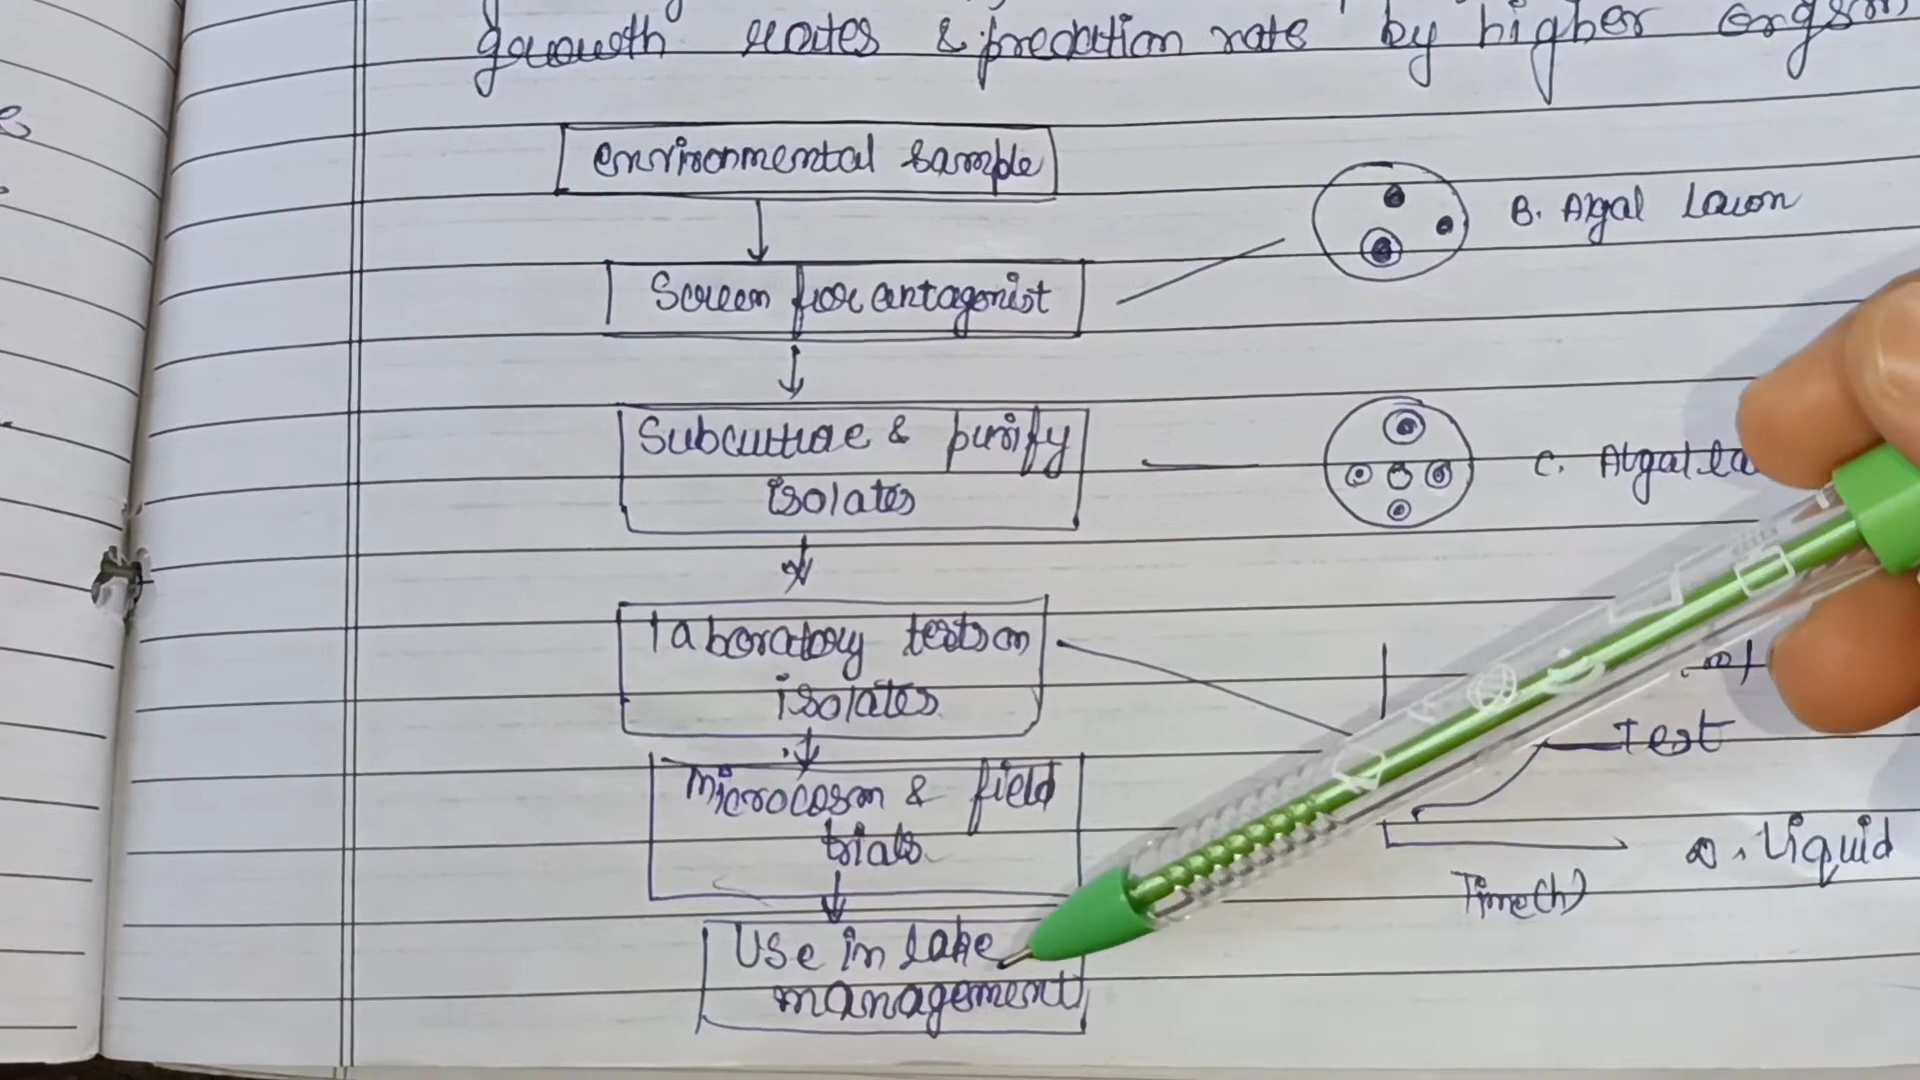 growth rates & predation rate by higher
environmental sample
B. Algal Lawn
Screen for antagonist
Subculture & purify
isolates
C. Algal la
laboratory tests on
isolates
Test
microcosm & field
trials
Liquid
Time(h)
Use in lake
management